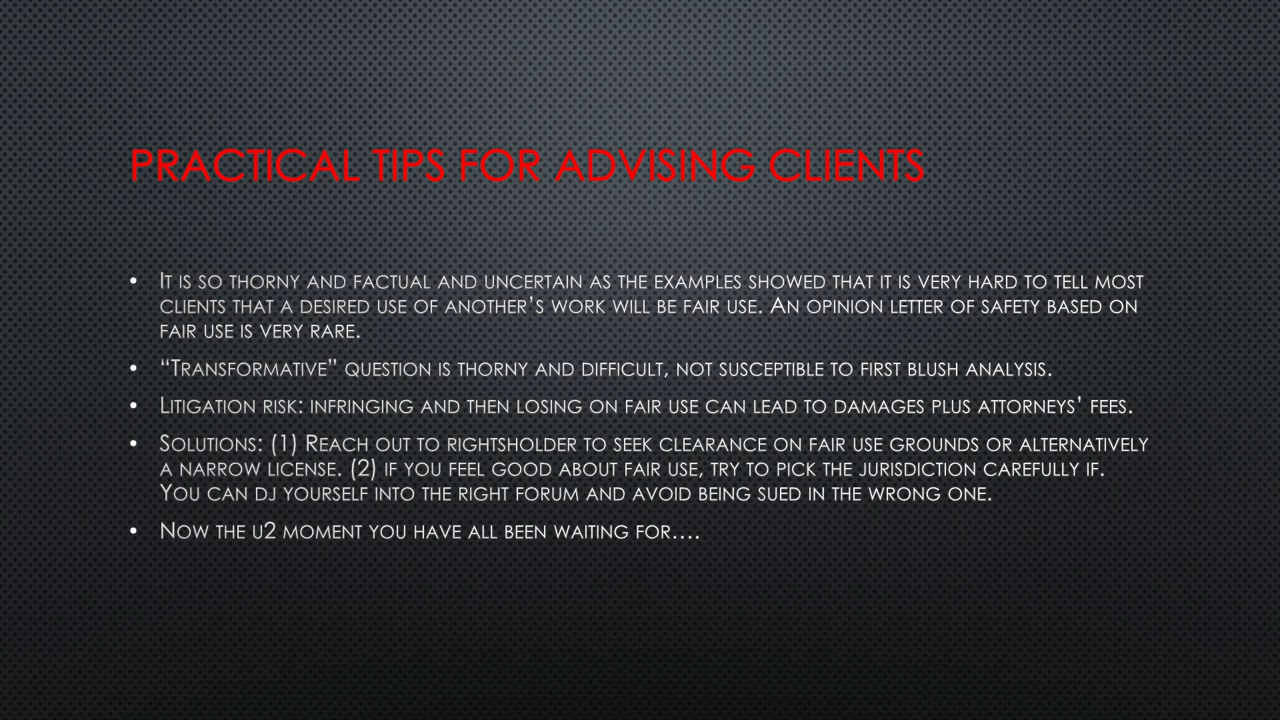 PRACTICAL TIPS FOR ADVISING CLIENTS
• It is so thorny and factual and uncertain as the examples showed that it is very hard to tell most
clients that a desired use of another’s work will be fair use. An opinion letter of safety based on
fair use is very rare.
• “Transformative” question is thorny and difficult, not susceptible to first blush analysis.
• Litigation risk: infringing and then losing on fair use can lead to damages plus attorneys’ fees.
• Solutions: (1) Reach out to rightsholder to seek clearance on fair use grounds or alternatively
a narrow license. (2) if you feel good about fair use, try to pick the jurisdiction carefully if.
You can dj yourself into the right forum and avoid being sued in the wrong one.
• Now the u2 moment you have all been waiting for….